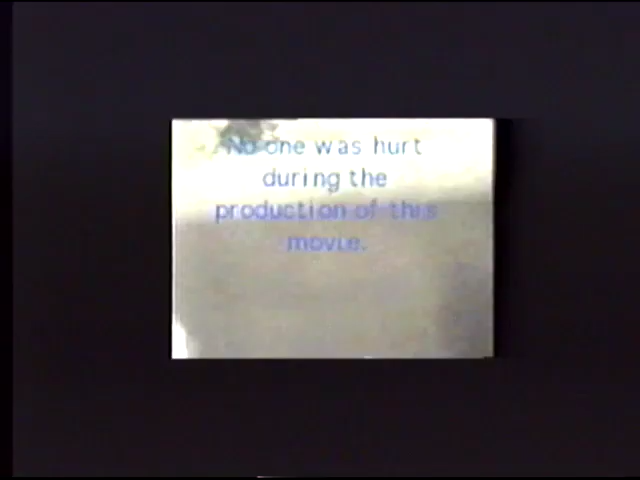 No one was hurt
during the
production of this
movie.